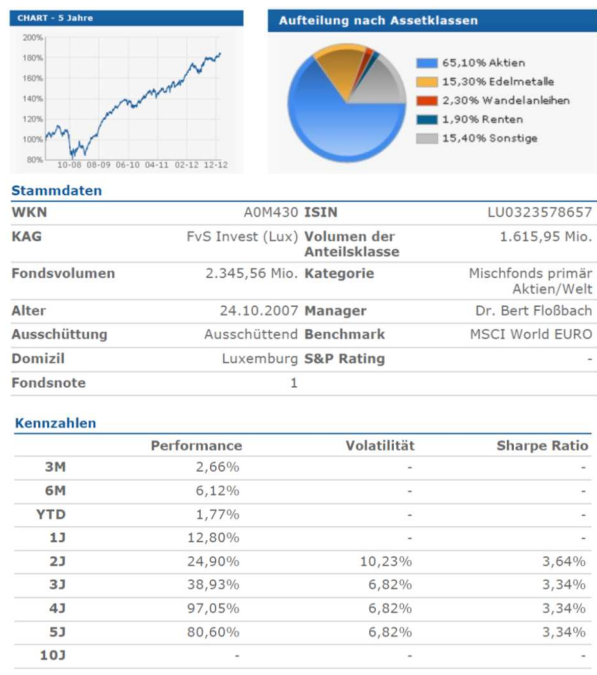 CHART - 5 Jahre
200%
180%
160%
140%
120%
100%
80%
10-08 08-09 06-10 04-11 02-12 12-12
Aufteilung nach Assetklassen
65,10% Aktien
15,30% Edelmetalle
2,30% Wandelanleihen
1,90% Renten
15,40% Sonstige
Stammdaten
WKN A0M430 ISIN LU0323578657
KAG FvS Invest (Lux) Volumen der Anteilsklasse 1.615,95 Mio.
Fondsvolumen 2.345,56 Mio. Kategorie Mischfonds primär Aktien/Welt
Alter 24.10.2007 Manager Dr. Bert Floßbach
Ausschüttung Ausschüttend Benchmark MSCI World EURO
Domizil Luxemburg S&P Rating -
Fondsnote 1
Kennzahlen
Performance Volatilität Sharpe Ratio
3M 2,66% - -
6M 6,12% - -
YTD 1,77% - -
1J 12,80% - -
2J 24,90% 10,23% 3,64%
3J 38,93% 6,82% 3,34%
4J 97,05% 6,82% 3,34%
5J 80,60% 6,82% 3,34%
10J - - -